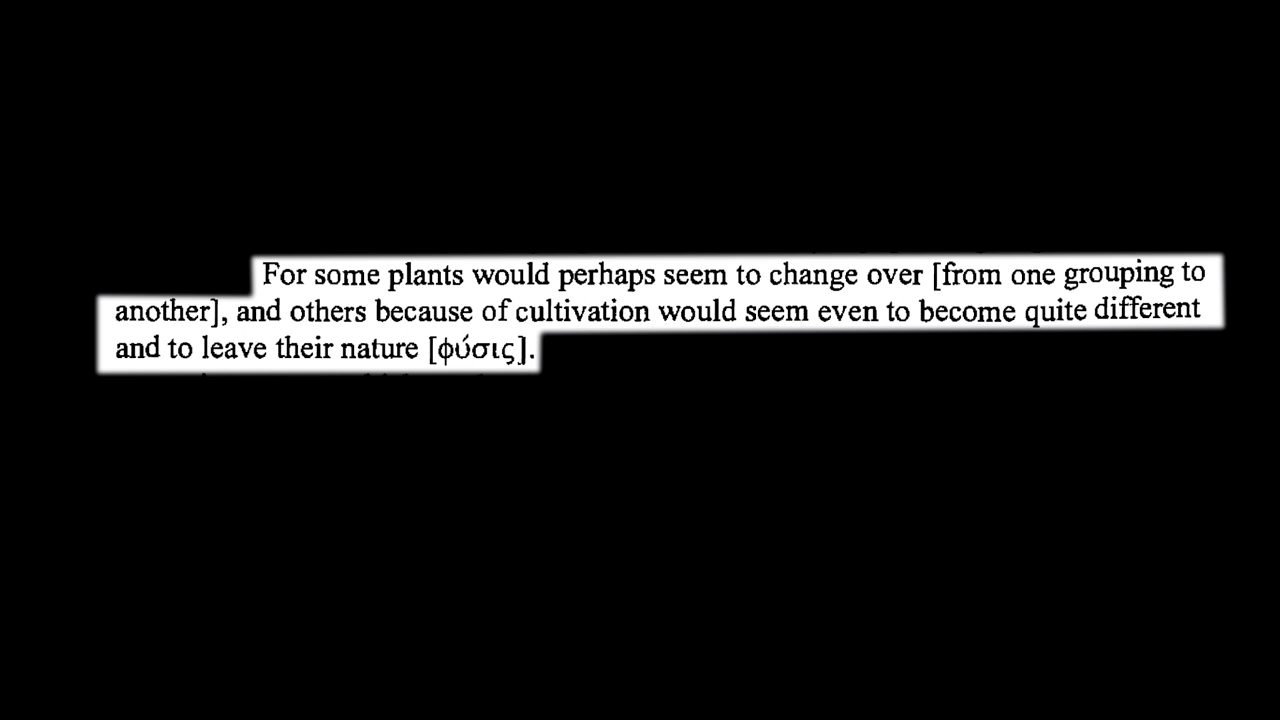 For some plants would perhaps seem to change over [from one grouping to
another], and others because of cultivation would seem even to become quite different
and to leave their nature [φύσις].